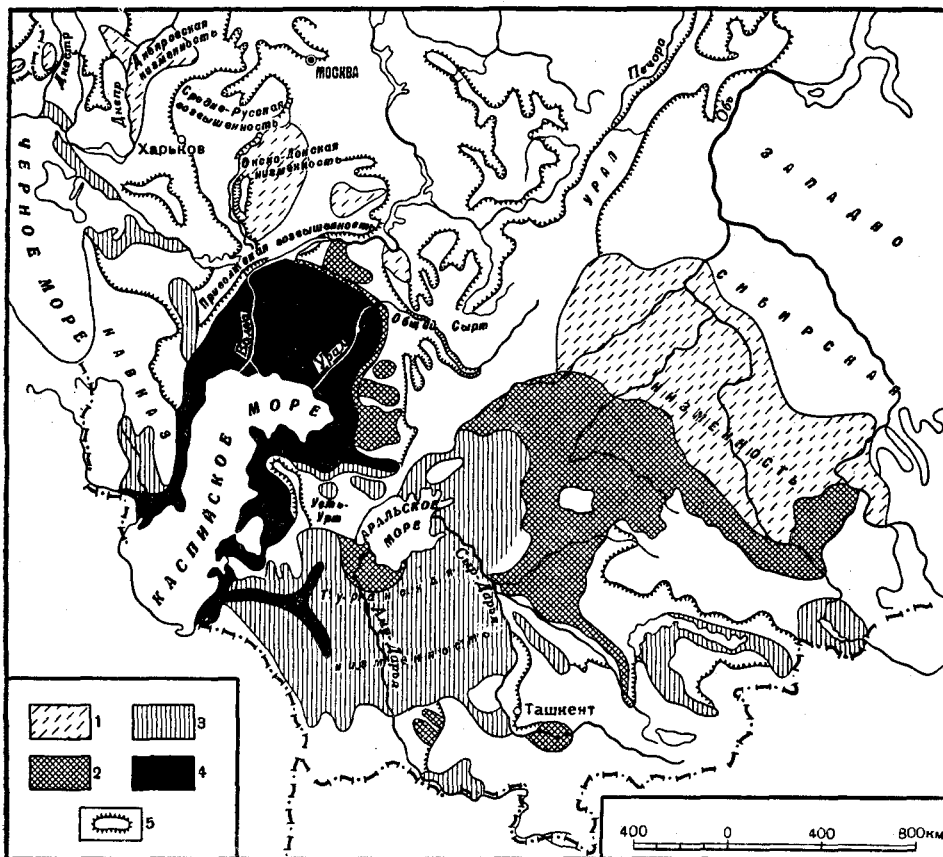 Днестр
Днепр
Днепровская
низменность
МОСКВА
Средне-Русская
возвышенность
Харьков
Окско-Донская
низменность
Печора
Обь
УРАЛ
ЗАПАДНО
СИБИРСКАЯ
НИЗМЕННОСТЬ
ЧЕРНОЕ МОРЕ
КАВКАЗ
Приволжская возвышенность
Общий Сырт
Волга
Урал
КАСПИЙСКОЕ МОРЕ
Усть-
Урт
АРАЛЬСКОЕ
МОРЕ
Сыр Дарья
Туранская
низменность
Аму Дарья
Ташкент
1
2
3
4
5
400 0 400 800км